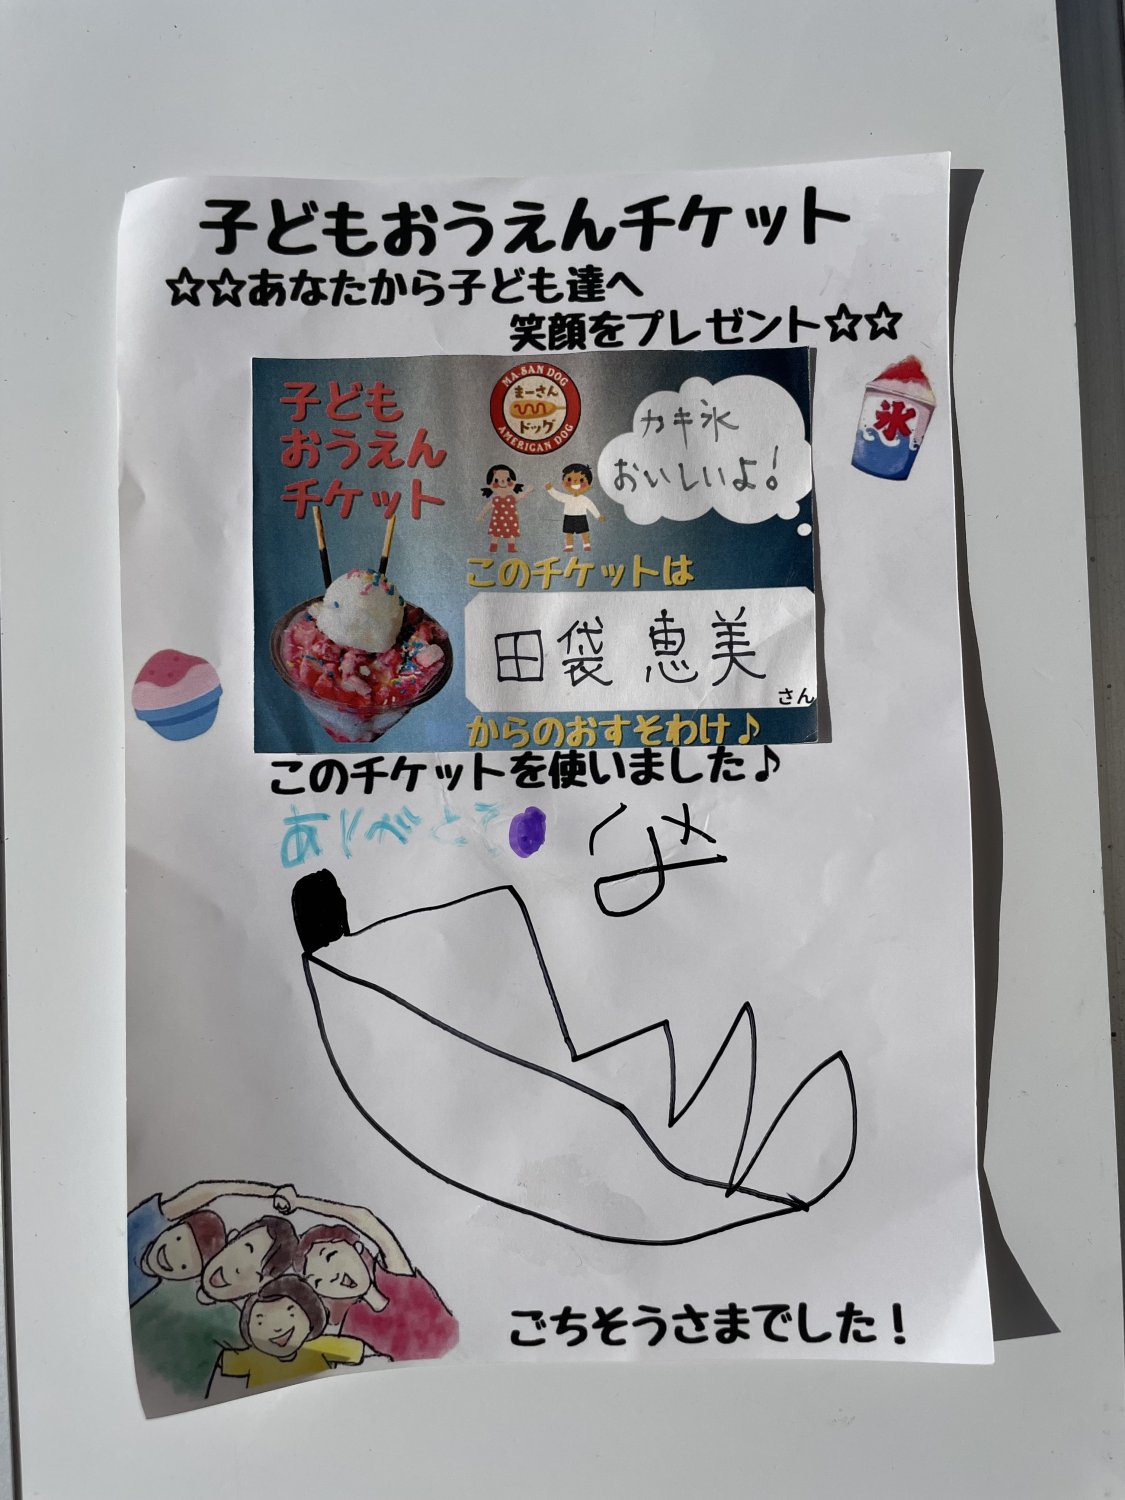 子どもおうえんチケット
☆☆あなたから子ども達へ
笑顔をプレゼント☆☆
氷
子ども
おうえん
チケット
MA-SAN DOG
まーさん
ドッグ
AMERICAN DOG
カキ氷
おいしいよ!
このチケットは
田袋 恵美
さん
からのおすそわけ♪
このチケットを使いました♪
ありがとう
ごちそうさまでした!